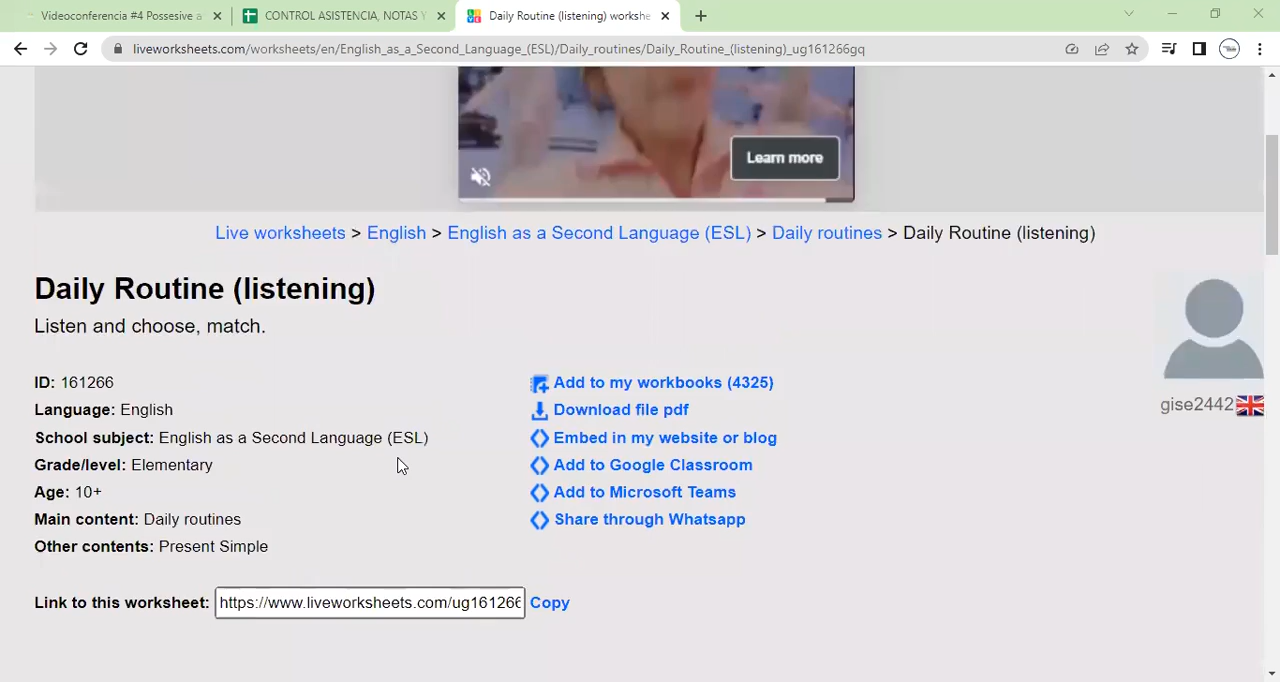 Videoconferencia #4 Possesive a
CONTROL ASISTENCIA, NOTAS Y
Daily Routine (listening) workshe
liveworksheets.com/worksheets/en/English_as_a_Second_Language_(ESL)/Daily_routines/Daily_Routine_(listening)_ug161266gq
Learn more
Live worksheets > English > English as a Second Language (ESL) > Daily routines > Daily Routine (listening)
Daily Routine (listening)
Listen and choose, match.
ID: 161266
Language: English
School subject: English as a Second Language (ESL)
Grade/level: Elementary
Age: 10+
Main content: Daily routines
Other contents: Present Simple
Add to my workbooks (4325)
Download file pdf
Embed in my website or blog
Add to Google Classroom
Add to Microsoft Teams
Share through Whatsapp
gise2442
Link to this worksheet: https://www.liveworksheets.com/ug161266 Copy